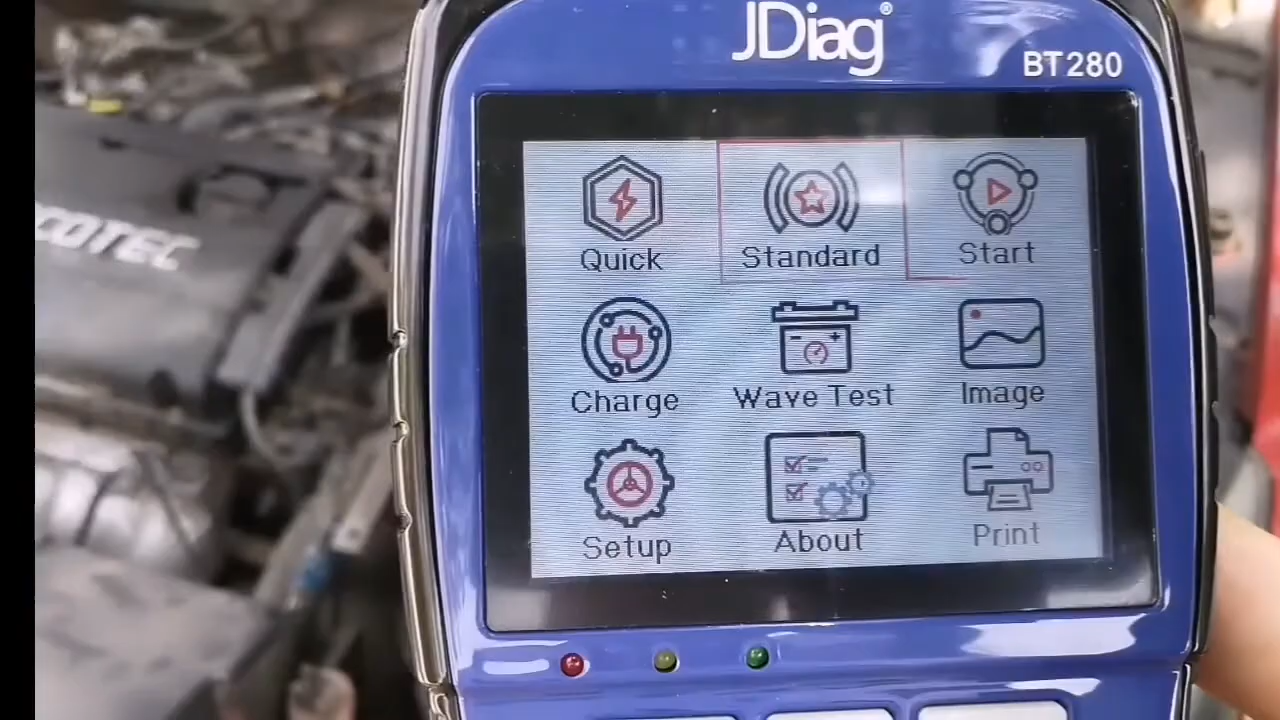 JDiag®
BT280
COTEC
Quick
Standard
Start
Charge
Wave Test
Image
Setup
About
Print